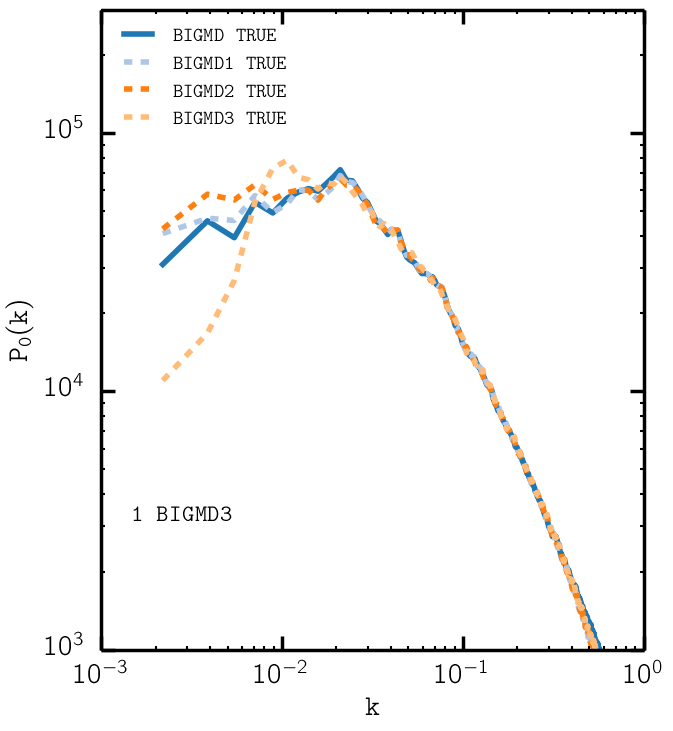 BIGMD TRUE
BIGMD1 TRUE
BIGMD2 TRUE
BIGMD3 TRUE
10^5
10^4
10^3
P_0(k)
1 BIGMD3
10^-3 10^-2 10^-1 10^0
k